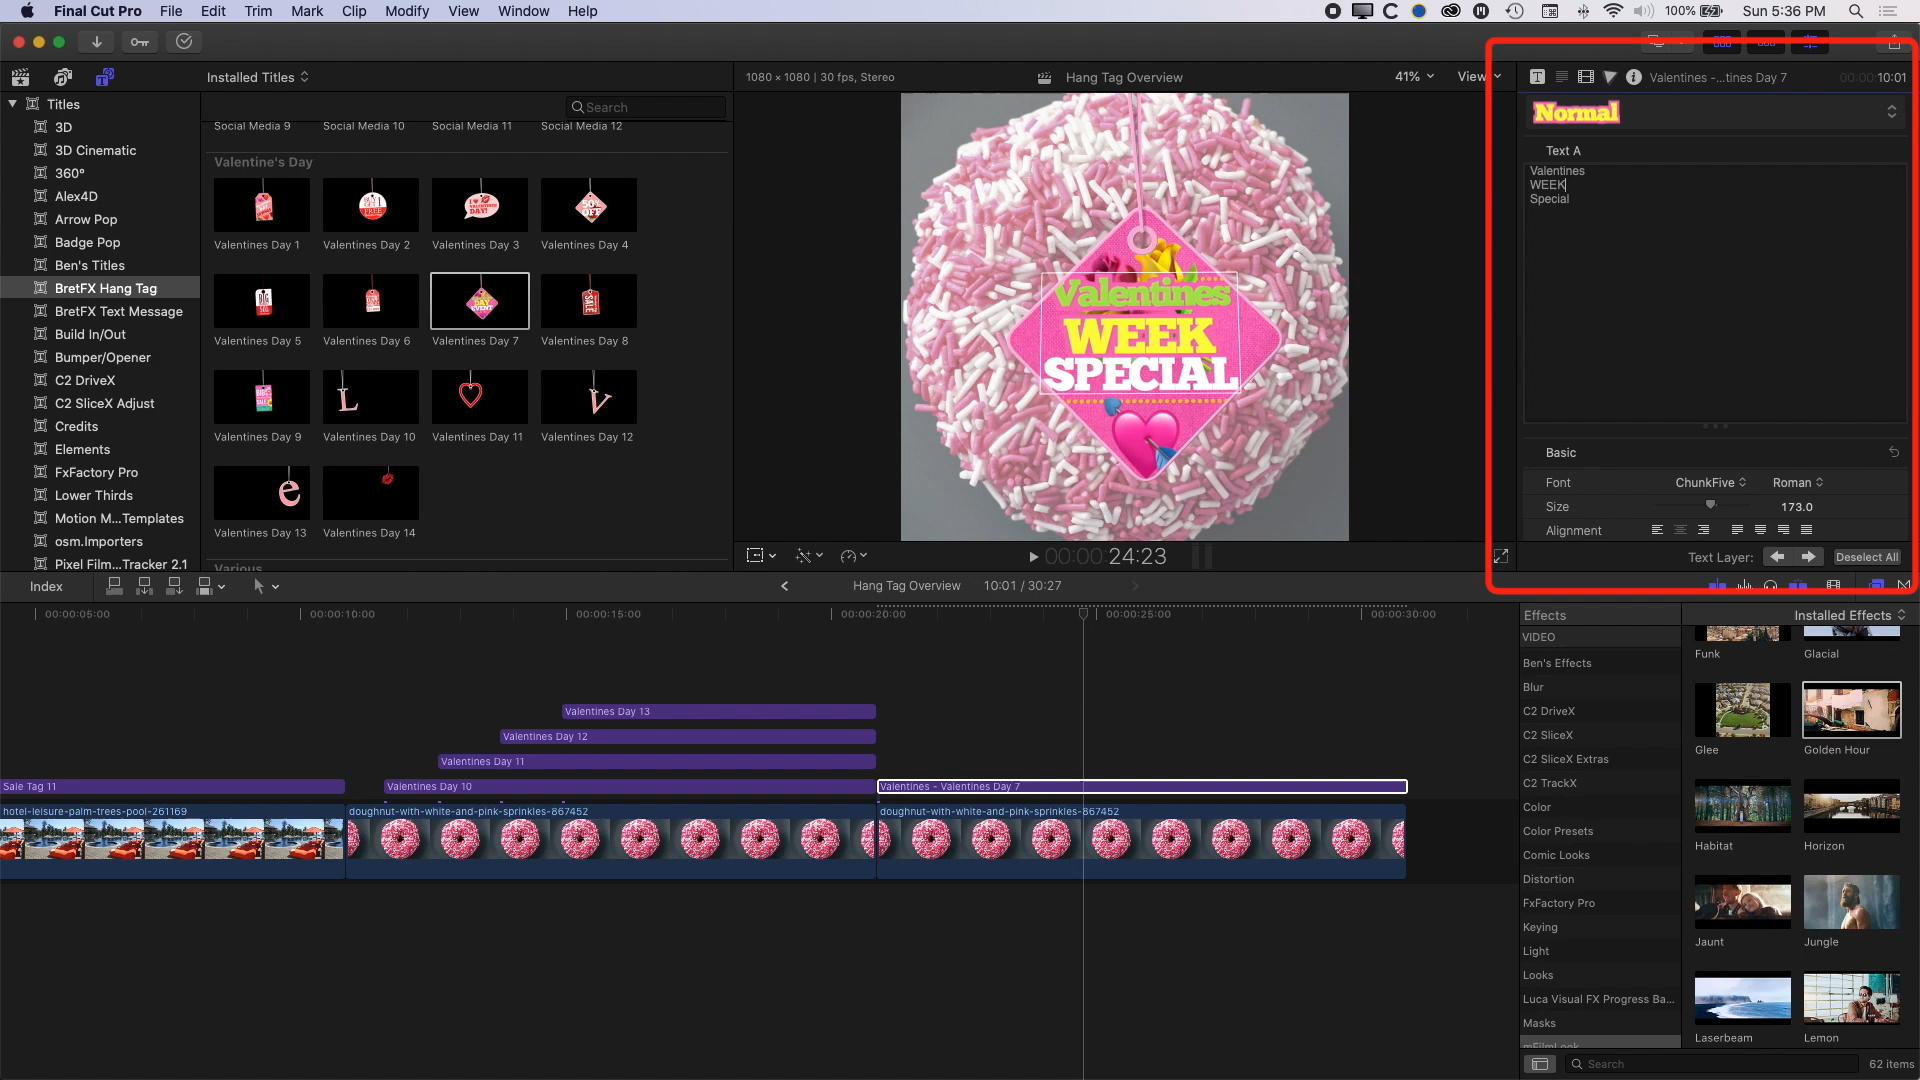 Final Cut Pro File Edit Trim Mark Clip Modify View Window Help
100% Sun 5:36 PM
Installed Titles
1080 × 1080 | 30 fps, Stereo
Hang Tag Overview
41% View
Valentines -...tines Day 7
00:00:10:01
Titles
3D
3D Cinematic
360°
Alex4D
Arrow Pop
Badge Pop
Ben's Titles
BretFX Hang Tag
BretFX Text Message
Build In/Out
Bumper/Opener
C2 DriveX
C2 SliceX Adjust
Credits
Elements
FxFactory Pro
Lower Thirds
Motion M...Templates
osm.Importers
Pixel Film...Tracker 2.1
Search
Social Media 9 Social Media 10 Social Media 11 Social Media 12
Valentine's Day
Valentines Day 1 Valentines Day 2 Valentines Day 3 Valentines Day 4
Valentines Day 5 Valentines Day 6 Valentines Day 7 Valentines Day 8
Valentines Day 9 Valentines Day 10 Valentines Day 11 Valentines Day 12
Valentines Day 13 Valentines Day 14
Various
Valentines
WEEK
SPECIAL
00:00:24:23
Normal
Text A
Valentines
WEEK
Special
Basic
Font ChunkFive Roman
Size 173.0
Alignment
Text Layer: Deselect All
Index
Hang Tag Overview 10:01 / 30:27
00:00:05:00 00:00:10:00 00:00:15:00 00:00:20:00 00:00:25:00 00:00:30:00
Valentines Day 13
Valentines Day 12
Valentines Day 11
Sale Tag 11 Valentines Day 10 Valentines - Valentines Day 7
hotel-leisure-palm-trees-pool-261169 doughnut-with-white-and-pink-sprinkles-867452 doughnut-with-white-and-pink-sprinkles-867452
Effects
Installed Effects
VIDEO
Ben's Effects
Blur
C2 DriveX
C2 SliceX
C2 SliceX Extras
C2 TrackX
Color
Color Presets
Comic Looks
Distortion
FxFactory Pro
Keying
Light
Looks
Luca Visual FX Progress Ba...
Masks
mFilmLook
Funk Glacial
Glee Golden Hour
Habitat Horizon
Jaunt Jungle
Laserbeam Lemon
Search
62 items